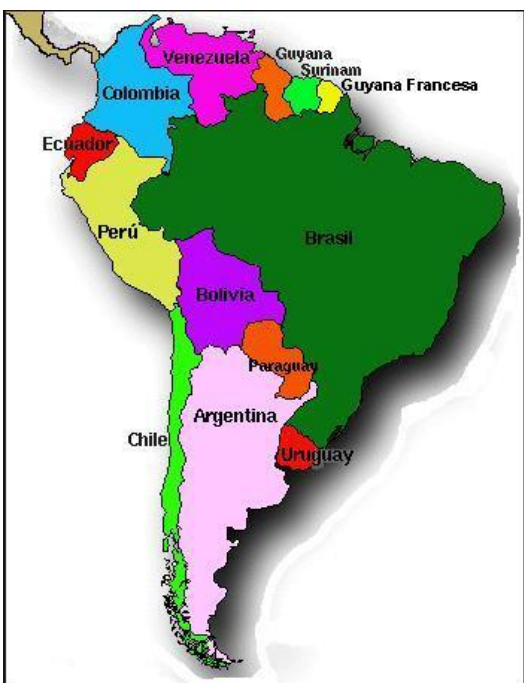 Venezuela
Guyana
Surinam
Guyana Francesa
Colombia
Ecuador
Perú
Brasil
Bolivia
Paraguay
Argentina
Chile
Uruguay